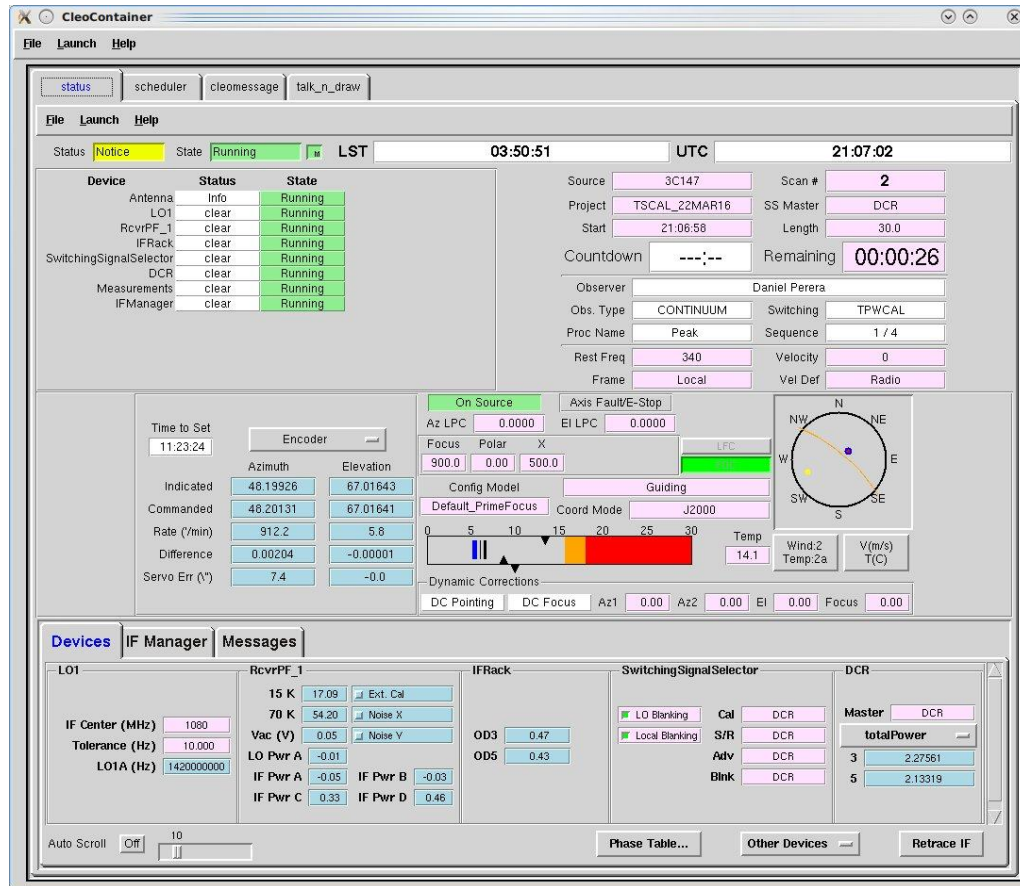 CleoContainer
File Launch Help
status scheduler cleomessage talk_n_draw
File Launch Help
Status Notice State Running M LST 03:50:51 UTC 21:07:02
Device Status State
Antenna Info Running
LO1 clear Running
RcvrPF_1 clear Running
IFRack clear Running
SwitchingSignalSelector clear Running
DCR clear Running
Measurements clear Running
IFManager clear Running
Source 3C147 Scan # 2
Project TSCAL_22MAR16 SS Master DCR
Start 21:06:58 Length 30.0
Countdown ---:-- Remaining 00:00:26
Observer Daniel Perera
Obs. Type CONTINUUM Switching TPWCAL
Proc Name Peak Sequence 1 / 4
Rest Freq 340 Velocity 0
Frame Local Vel Def Radio
Time to Set
11:23:24
Encoder
Azimuth Elevation
Indicated 48.19926 67.01643
Commanded 48.20131 67.01641
Rate ('/min) 912.2 5.8
Difference 0.00204 -0.00001
Servo Err (\") 7.4 -0.0
On Source Axis Fault/E-Stop
Az LPC 0.0000 El LPC 0.0000
Focus Polar X
900.0 0.00 500.0
LFC
Config Model Guiding
Default_PrimeFocus Coord Mode J2000
0 5 10 15 20 25 30
Temp
14.1
N
NW NE
W E
SW SE
S
Wind:2
Temp:2a
V(m/s)
T(C)
Dynamic Corrections
DC Pointing DC Focus Az1 0.00 Az2 0.00 El 0.00 Focus 0.00
Devices IF Manager Messages
LO1
IF Center (MHz) 1080
Tolerance (Hz) 10.000
LO1A (Hz) 1420000000
RcvrPF_1
15 K 17.09 Ext. Cal
70 K 54.20 Noise X
Vac (V) 0.05 Noise Y
LO Pwr A -0.01
IF Pwr A -0.05 IF Pwr B -0.03
IF Pwr C 0.33 IF Pwr D 0.46
IFRack
OD3 0.47
OD5 0.43
SwitchingSignalSelector
LO Blanking Cal DCR
Local Blanking S/R DCR
Adv DCR
Blnk DCR
DCR
Master DCR
totalPower
3 2.27561
5 2.13319
Auto Scroll Off 10
Phase Table... Other Devices Retrace IF